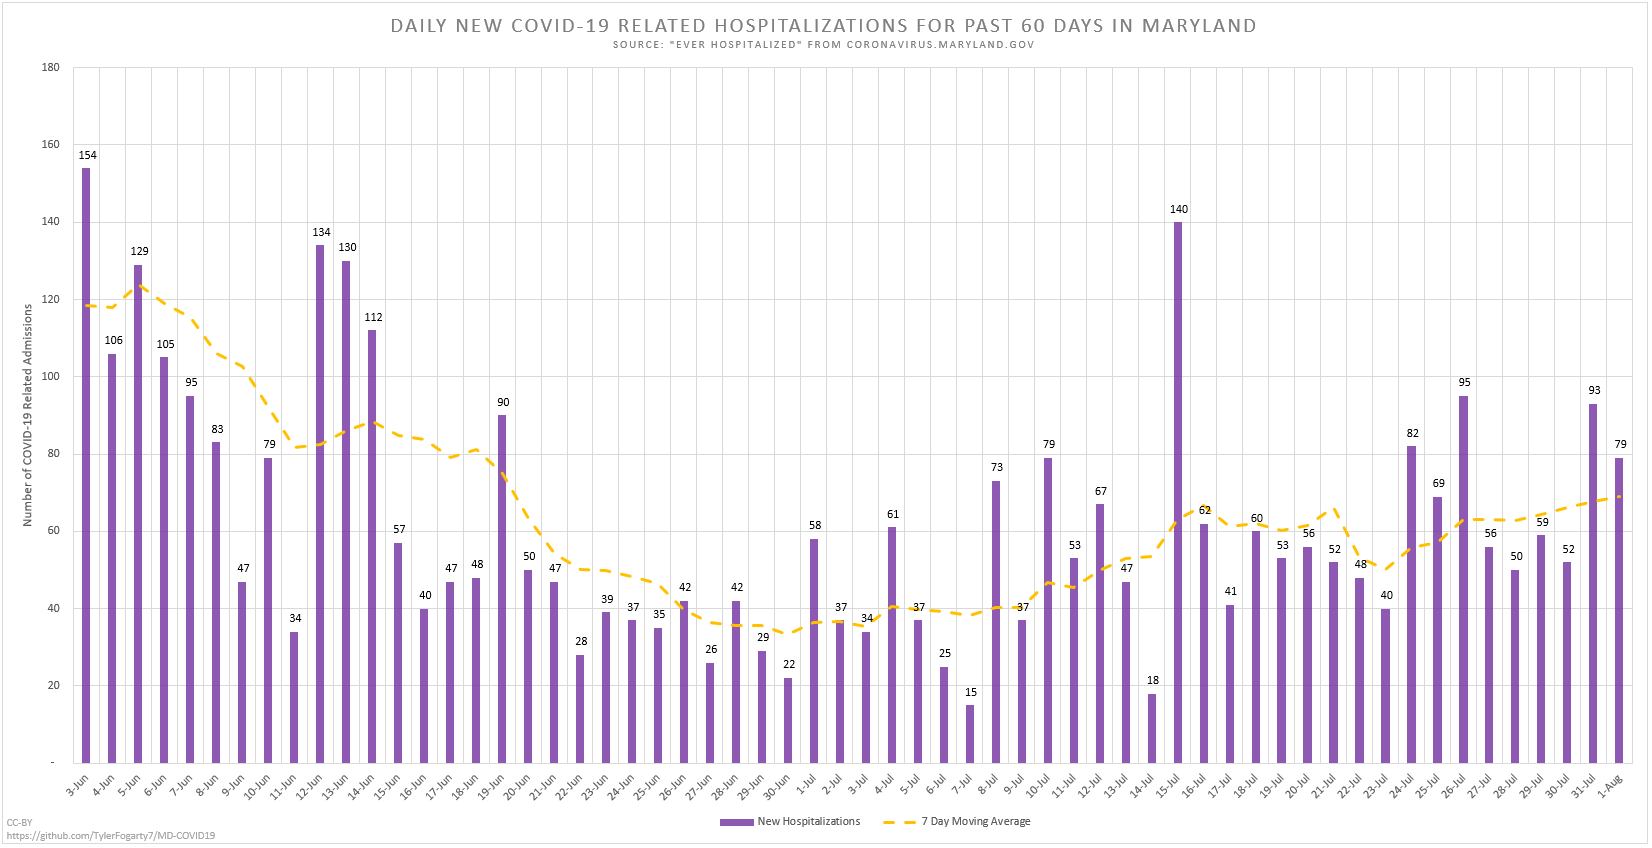 DAILY NEW COVID-19 RELATED HOSPITALIZATIONS FOR PAST 60 DAYS IN MARYLAND
SOURCE: "EVER HOSPITALIZED" FROM CORONAVIRUS.MARYLAND.GOV
Number of COVID-19 Related Admissions
180
160
140
120
100
80
60
40
20
-
154
106
129
105
95
83
47
79
34
134
130
112
57
40
47
48
90
50
47
28
39
37
35
42
26
42
29
22
58
37
34
61
37
25
15
73
37
79
53
67
47
18
140
62
41
60
53
56
52
48
40
82
69
95
56
50
59
52
93
79
3-Jun
4-Jun
5-Jun
6-Jun
7-Jun
8-Jun
9-Jun
10-Jun
11-Jun
12-Jun
13-Jun
14-Jun
15-Jun
16-Jun
17-Jun
18-Jun
19-Jun
20-Jun
21-Jun
22-Jun
23-Jun
24-Jun
25-Jun
26-Jun
27-Jun
28-Jun
29-Jun
30-Jun
1-Jul
2-Jul
3-Jul
4-Jul
5-Jul
6-Jul
7-Jul
8-Jul
9-Jul
10-Jul
11-Jul
12-Jul
13-Jul
14-Jul
15-Jul
16-Jul
17-Jul
18-Jul
19-Jul
20-Jul
21-Jul
22-Jul
23-Jul
24-Jul
25-Jul
26-Jul
27-Jul
28-Jul
29-Jul
30-Jul
31-Jul
1-Aug
New Hospitalizations
7 Day Moving Average
CC-BY
https://github.com/TylerFogarty7/MD-COVID19